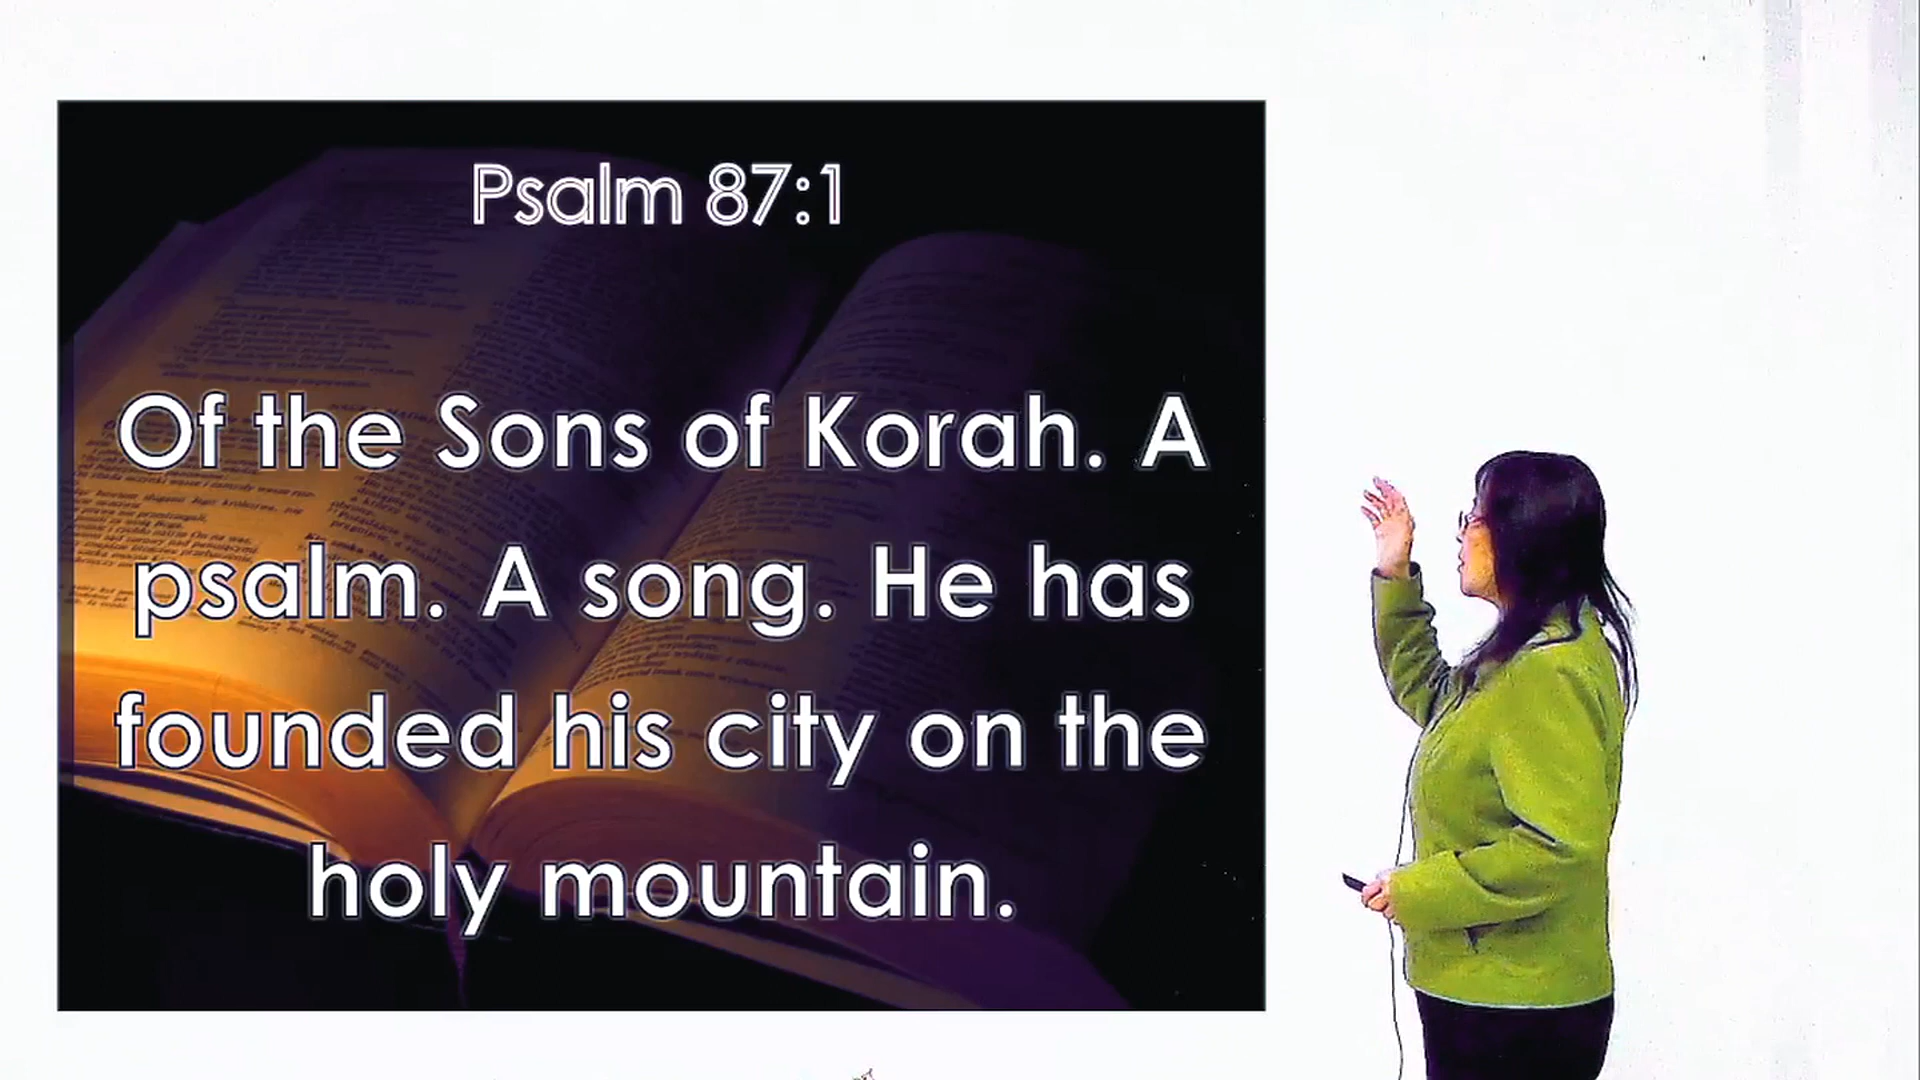 Psalm 87:1
Of the Sons of Korah. A
psalm. A song. He has
founded his city on the
holy mountain.